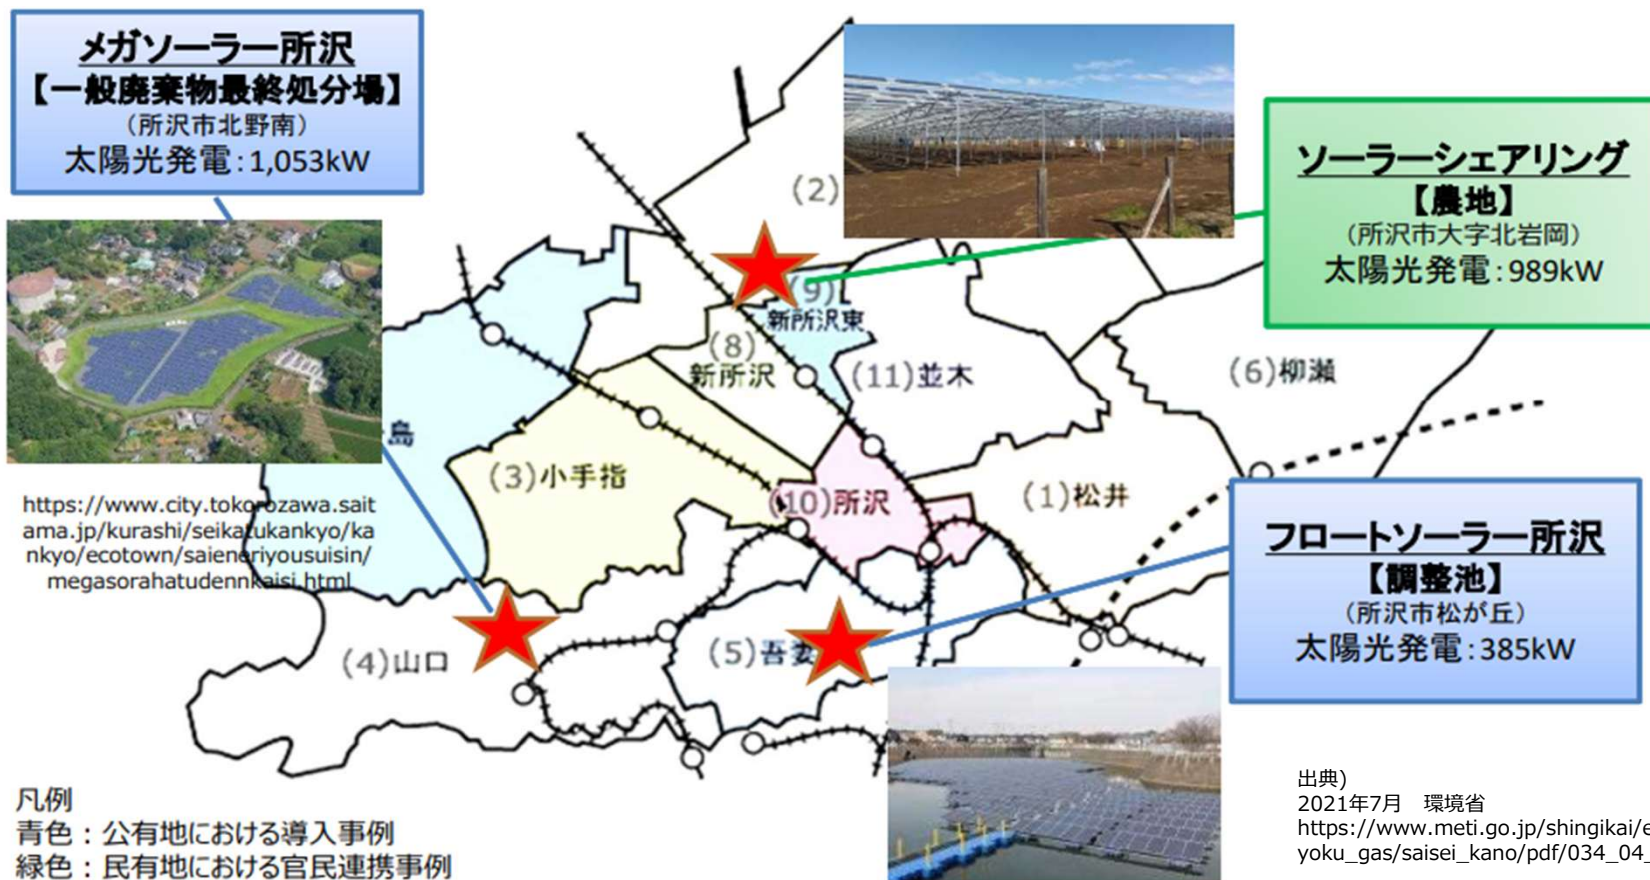 メガソーラー所沢
【一般廃棄物最終処分場】
(所沢市北野南)
太陽光発電：1,053kW
ソーラーシェアリング
【農地】
(所沢市大字北岩岡)
太陽光発電：989kW
(2)
(9)
新所沢東
(8)
新所沢
(11)並木
(6)柳瀬
島
(3)小手指
(10)所沢
(1)松井
https://www.city.tokorozawa.sait
ama.jp/kurashi/seikatukankyo/ka
nkyo/ecotown/saieneriyousuisin/
megasorahatudennkaisi.html
フロートソーラー所沢
【調整池】
(所沢市松が丘)
太陽光発電：385kW
(4)山口
(5)吾妻
凡例
青色：公有地における導入事例
緑色：民有地における官民連携事例
出典)
2021年7月　環境省
https://www.meti.go.jp/shingikai/e
yoku_gas/saisei_kano/pdf/034_04_